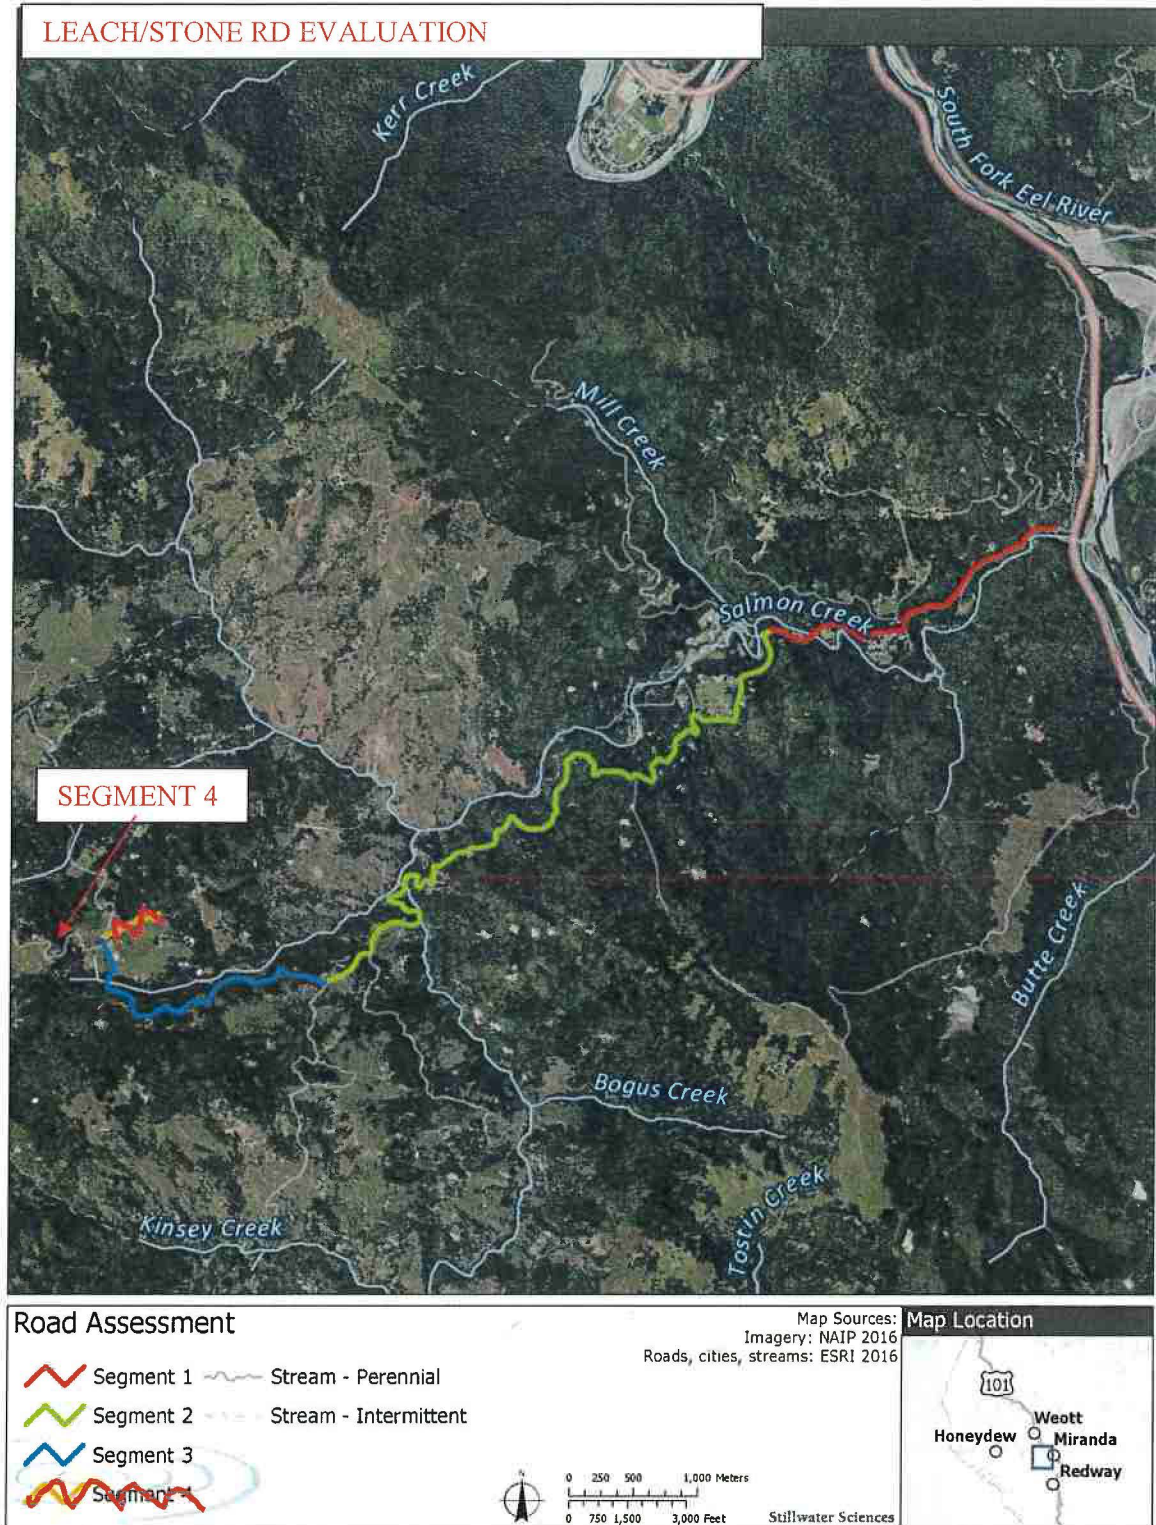 LEACH/STONE RD EVALUATION
Kerr Creek
South Fork Eel River
Mill Creek
Salmon Creek
SEGMENT 4
Butte Creek
Bogus Creek
Tostin Creek
Kinsey Creek
Road Assessment
Segment 1
Stream - Perennial
Segment 2
Stream - Intermittent
Segment 3
Segment 4
Map Sources:
Imagery: NAIP 2016
Roads, cities, streams: ESRI 2016
N
0 250 500 1,000 Meters
0 750 1,500 3,000 Feet
Stillwater Sciences
Map Location
101
Weott
Honeydew
Miranda
Redway